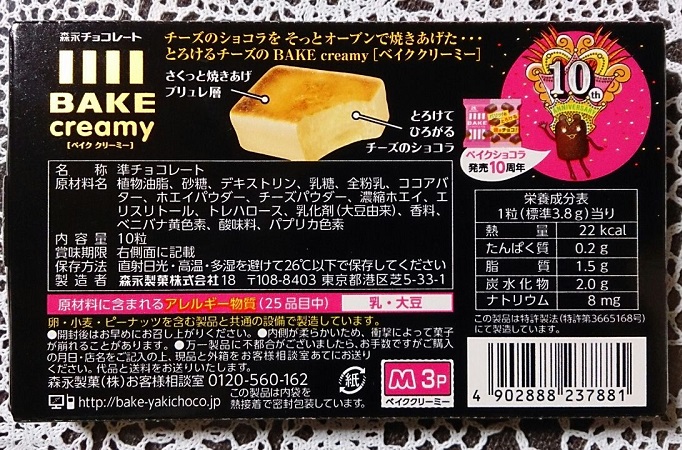 森永チョコレート
BAKE
creamy
[ベイク クリーミー]
チーズのショコラを そっとオーブンで焼きあげた・・・
とろけるチーズの BAKE creamy [ベイククリーミー]
さくっと焼きあげ
ブリュレ層
とろけて
ひろがる
チーズのショコラ
10th
ANNIVERSARY
BAKE
ベイクショコラ
発売10周年
名 称 準チョコレート
原材料名 植物油脂、砂糖、デキストリン、乳糖、全粉乳、ココアバ
ター、ホエイパウダー、チーズパウダー、濃縮ホエイ、エ
リスリトール、トレハロース、乳化剤(大豆由来)、香料、
ベニバナ黄色素、酸味料、パプリカ色素
内 容 量 10粒
賞味期限 右側面に記載
保存方法 直射日光・高温・多湿を避けて26℃以下で保存してください
製 造 者 森永製菓株式会社18 〒108-8403 東京都港区芝5-33-1
栄養成分表
1粒(標準3.8g)当り
熱 量 22 kcal
たんぱく質 0.2 g
脂 質 1.5 g
炭水化物 2.0 g
ナトリウム 8 mg
この製品は特許製法(特許第3665168号)
にて製造しています。
原材料に含まれるアレルギー物質(25品目中) 乳・大豆
卵・小麦・ピーナッツを含む製品と共通の設備で製造しています。
●開封後はお早めにお召し上がりください。●内側が柔らかいため、衝撃によって菓子
が崩れることがあります。●万一製品に不都合がございましたら、お手数ですがご購入
の月日・店名をご記入の上、現品と外箱をお客様相談室あてにお送り
ください。代品と送料をお送りいたします。
森永製菓(株)お客様相談室 0120-560-162
http://bake-yakichoco.jp
この製品は内袋を
熱接着で密封包装しています。
紙
M 3P
ベイククリーミー
4 902888 237881